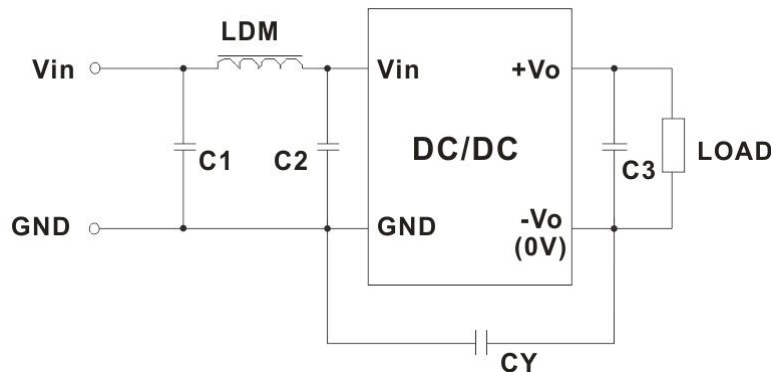 LDM
Vin
Vin
+Vo
C1
C2
DC/DC
C3
LOAD
GND
GND
-Vo
(0V)
CY